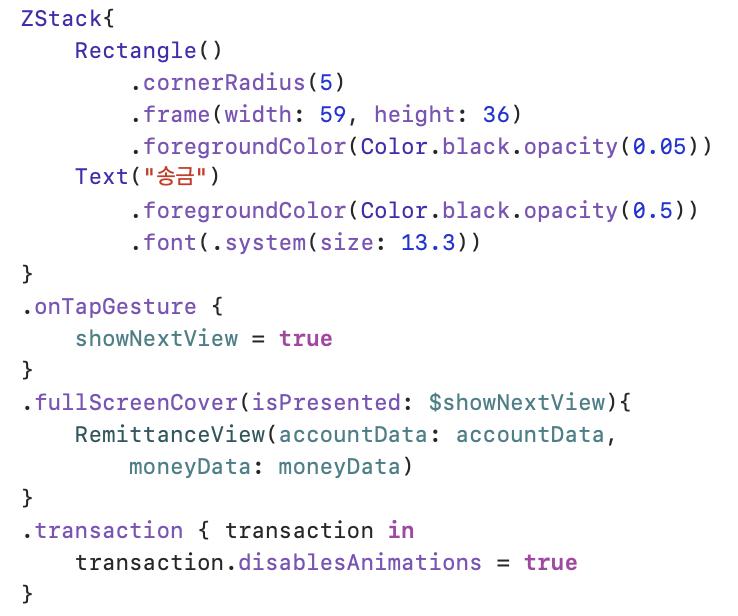 ZStack{
    Rectangle()
        .cornerRadius(5)
        .frame(width: 59, height: 36)
        .foregroundColor(Color.black.opacity(0.05))
    Text("송금")
        .foregroundColor(Color.black.opacity(0.5))
        .font(.system(size: 13.3))
}
.onTapGesture {
    showNextView = true
}
.fullScreenCover(isPresented: $showNextView){
    RemittanceView(accountData: accountData,
        moneyData: moneyData)
}
.transaction { transaction in
    transaction.disablesAnimations = true
}